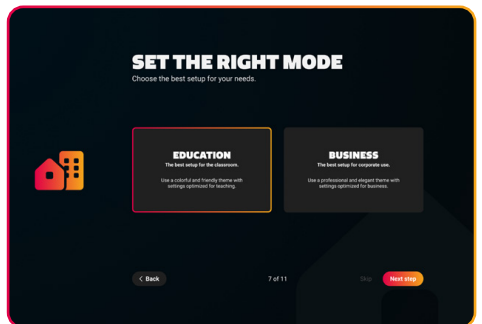 SET THE RIGHT MODE
Choose the best setup for your needs.
EDUCATION
The best setup for the classroom.
Use a colorful and friendly theme with
settings optimized for teaching.
BUSINESS
The best setup for corporate use.
Use a professional and elegant theme with
settings optimized for business.
< Back
7 of 11
Skip
Next step